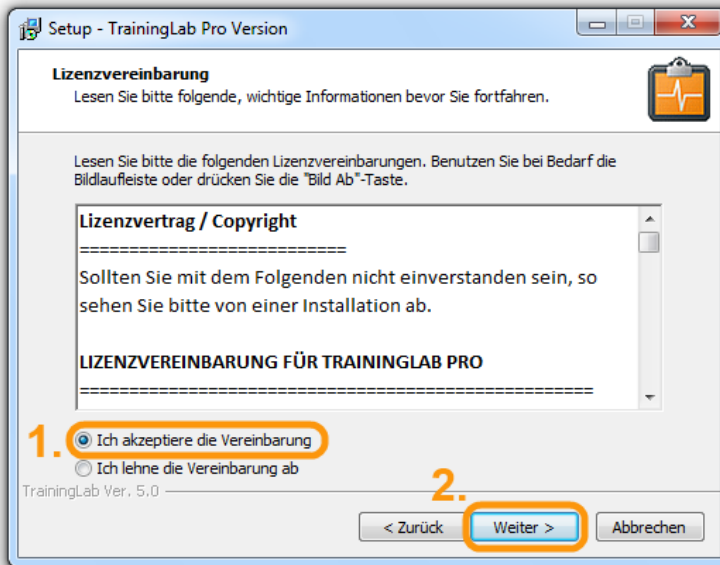 Setup - TrainingLab Pro Version
Lizenzvereinbarung
Lesen Sie bitte folgende, wichtige Informationen bevor Sie fortfahren.
Lesen Sie bitte die folgenden Lizenzvereinbarungen. Benutzen Sie bei Bedarf die
Bildlaufleiste oder drücken Sie die "Bild Ab"-Taste.
Lizenzvertrag / Copyright
===========================
Sollten Sie mit dem Folgenden nicht einverstanden sein, so
sehen Sie bitte von einer Installation ab.
LIZENZVEREINBARUNG FÜR TRAININGLAB PRO
====================================================
1. Ich akzeptiere die Vereinbarung
Ich lehne die Vereinbarung ab
TrainingLab Ver. 5.0
2.
< Zurück Weiter > Abbrechen